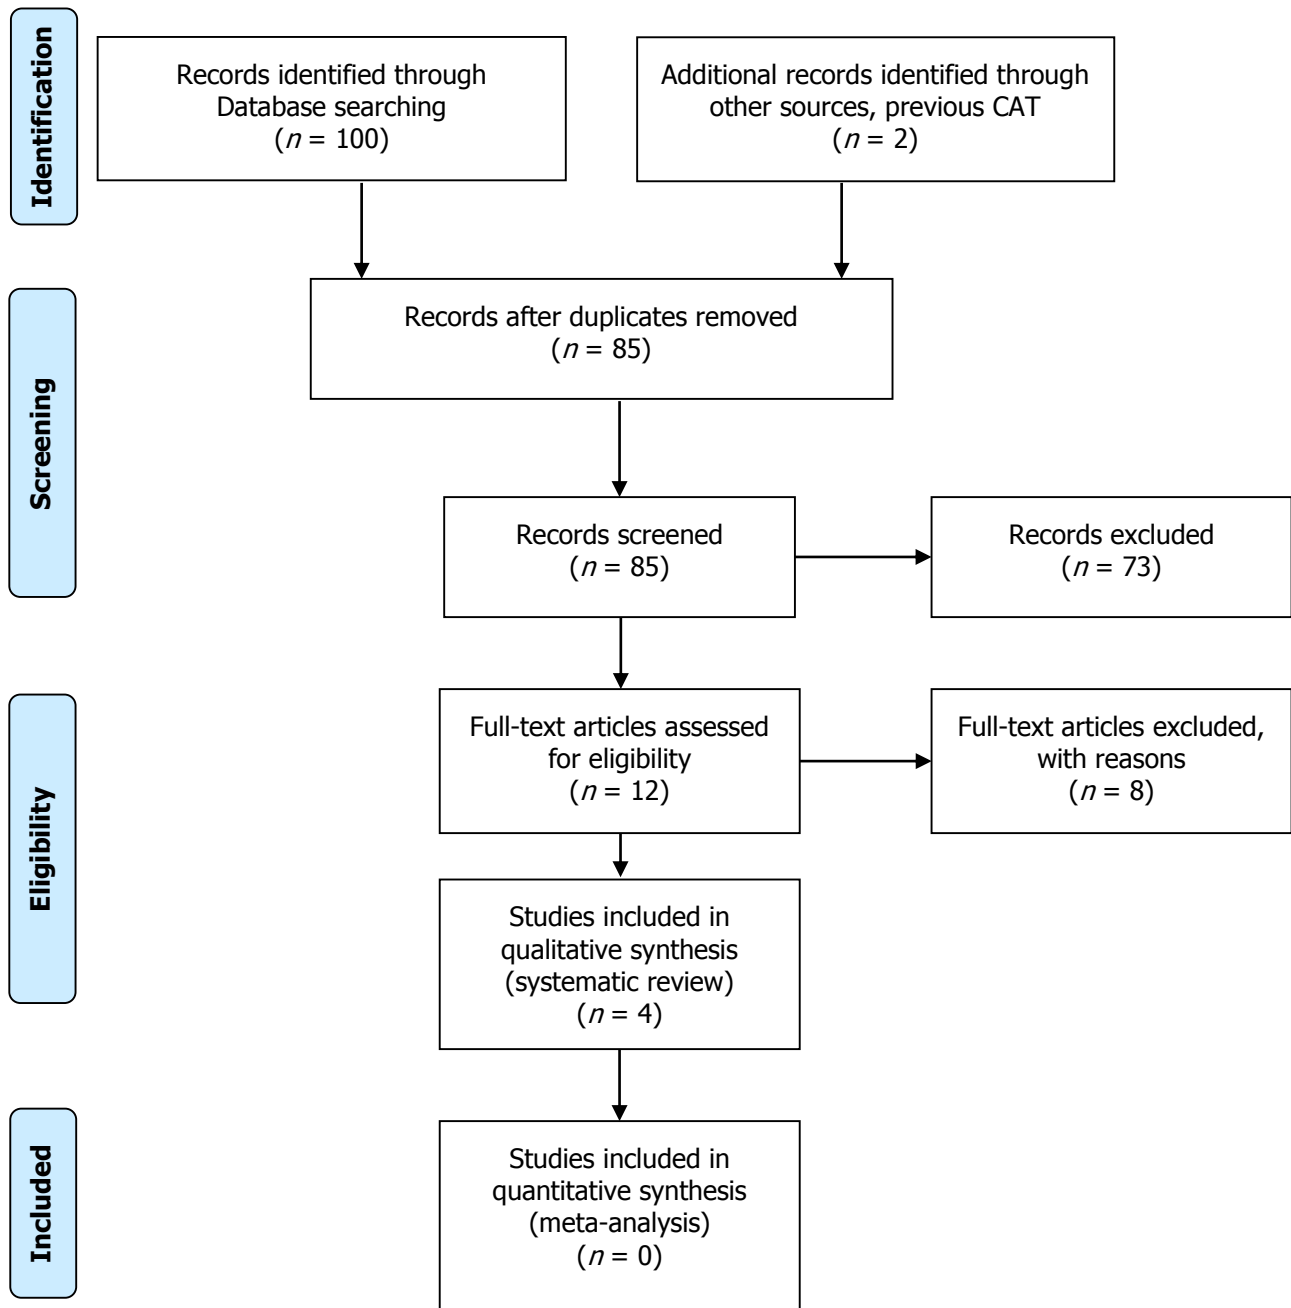 Identification
Records identified through
Database searching
(n = 100)
Additional records identified through
other sources, previous CAT
(n = 2)
Screening
Records after duplicates removed
(n = 85)
Records screened
(n = 85)
Records excluded
(n = 73)
Eligibility
Full-text articles assessed
for eligibility
(n = 12)
Full-text articles excluded,
with reasons
(n = 8)
Studies included in
qualitative synthesis
(systematic review)
(n = 4)
Included
Studies included in
quantitative synthesis
(meta-analysis)
(n = 0)